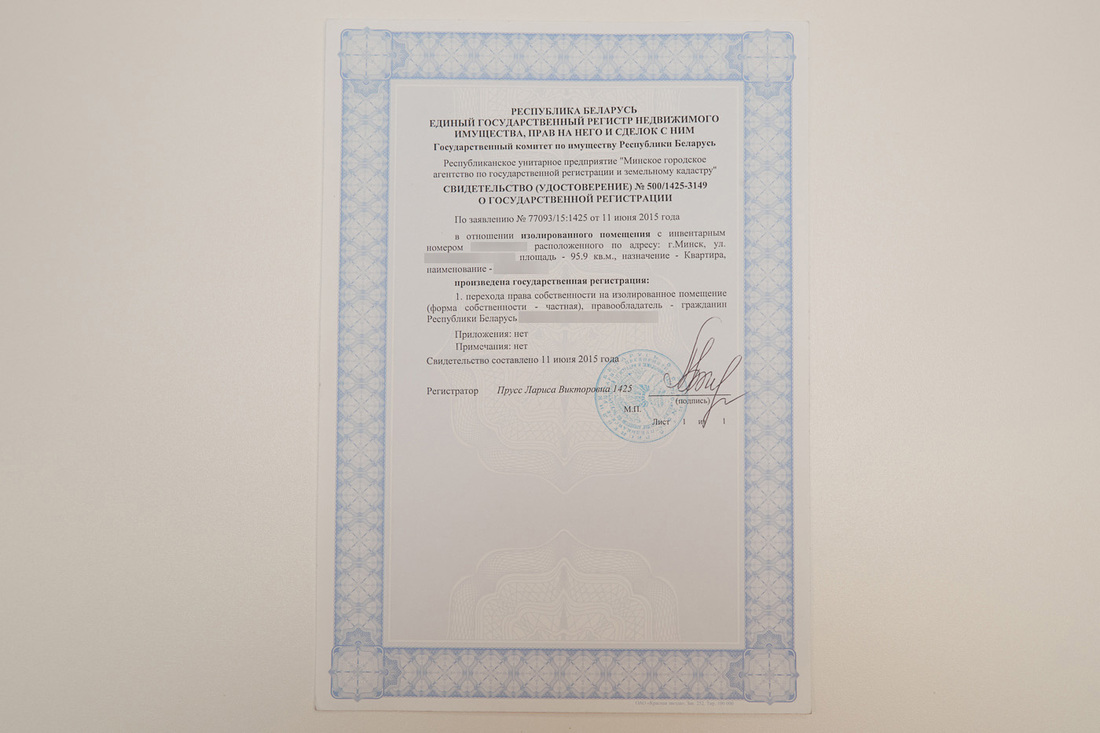 РЕСПУБЛИКА БЕЛАРУСЬ
ЕДИНЫЙ ГОСУДАРСТВЕННЫЙ РЕГИСТР НЕДВИЖИМОГО
ИМУЩЕСТВА, ПРАВ НА НЕГО И СДЕЛОК С НИМ
Государственный комитет по имуществу Республики Беларусь
Республиканское унитарное предприятие "Минское городское
агентство по государственной регистрации и земельному кадастру"
СВИДЕТЕЛЬСТВО (УДОСТОВЕРЕНИЕ) № 500/1425-3149
О ГОСУДАРСТВЕННОЙ РЕГИСТРАЦИИ
По заявлению № 77093/15:1425 от 11 июня 2015 года
в отношении изолированного помещения с инвентарным
номером расположенного по адресу: г.Минск, ул.
площадь - 95.9 кв.м., назначение - Квартира,
наименование -
произведена государственная регистрация:
1. перехода права собственности на изолированное помещение
(форма собственности - частная), правообладатель - гражданин
Республики Беларусь
Приложения: нет
Примечания: нет
Свидетельство составлено 11 июня 2015 года
Регистратор Прусс Лариса Викторовна 1425
(подпись)
М.П.
Лист 1 из 1